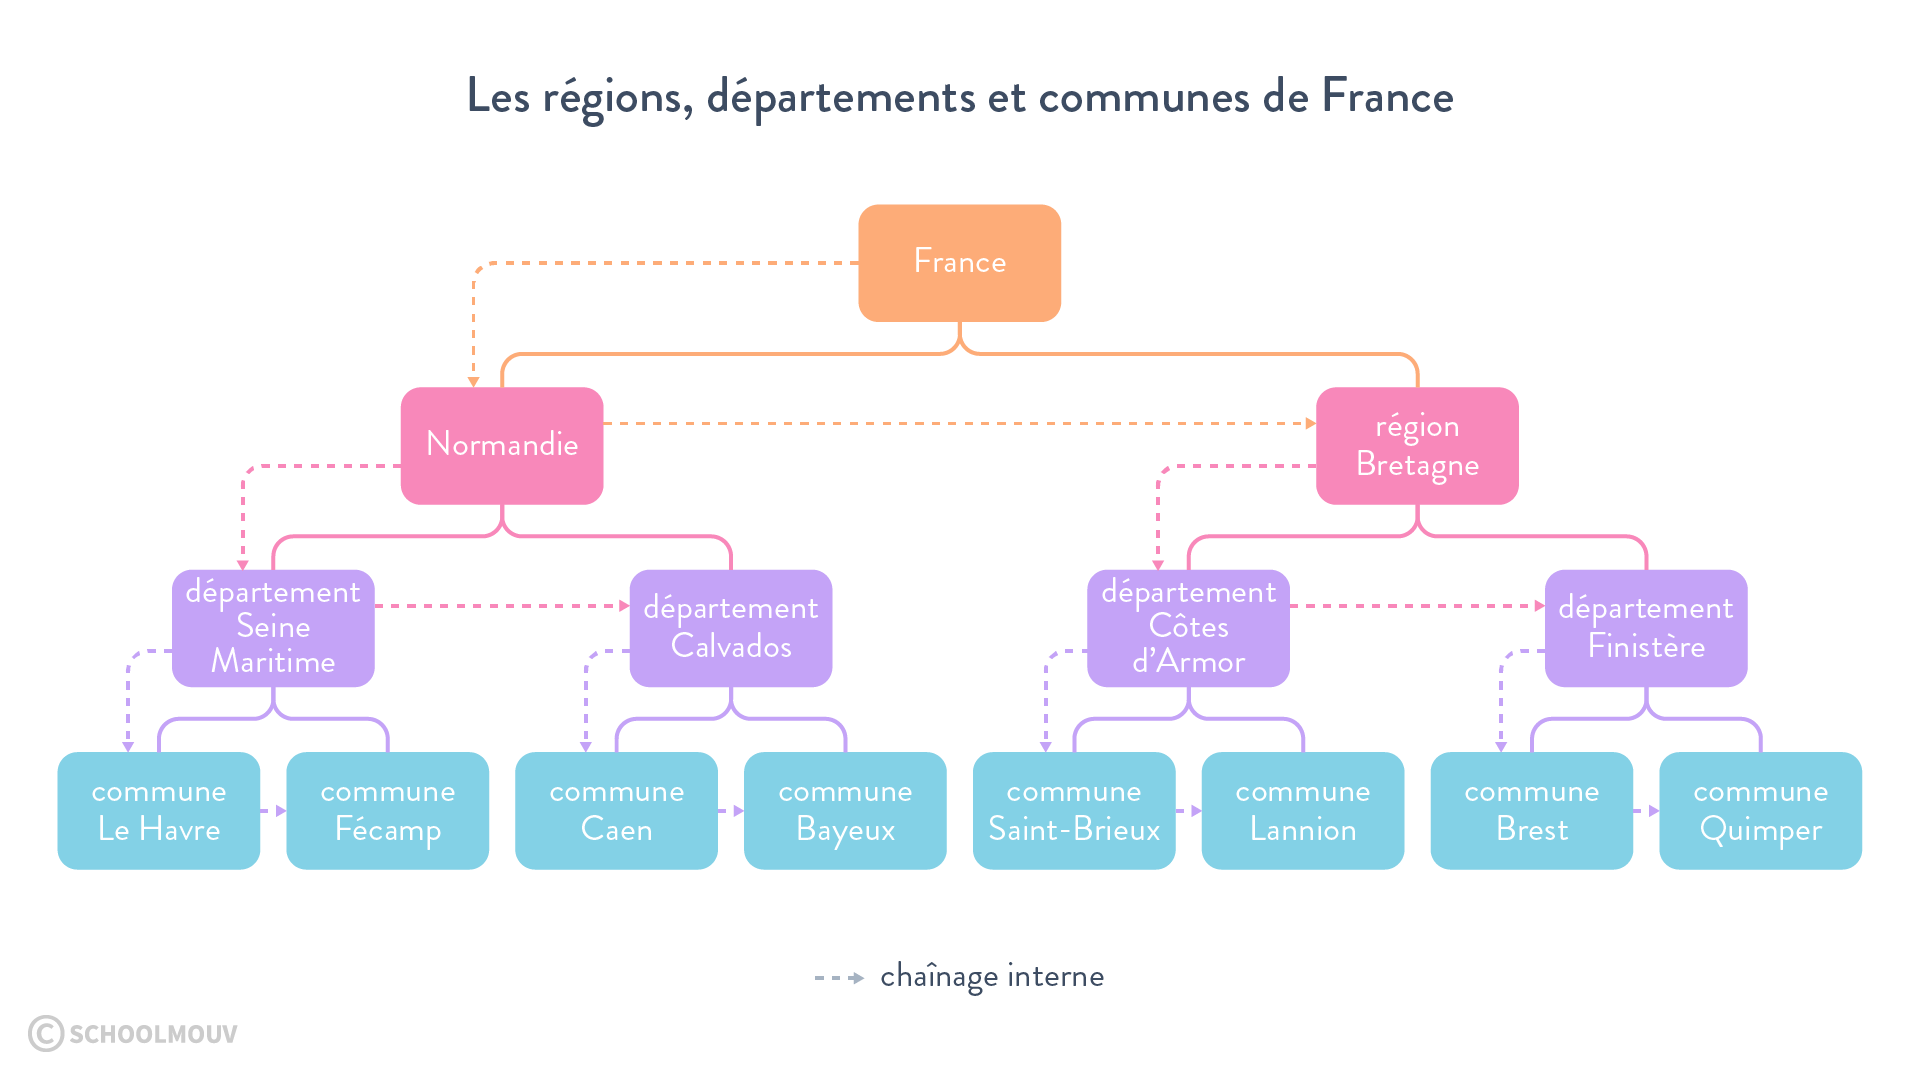 Les régions, départements et communes de France
France
Normandie
région
Bretagne
département
Seine
Maritime
département
Calvados
département
Côtes
d'Armor
département
Finistère
commune
Le Havre
commune
Fécamp
commune
Caen
commune
Bayeux
commune
Saint-Brieux
commune
Lannion
commune
Brest
commune
Quimper
chaînage interne
© SCHOOLMOUV